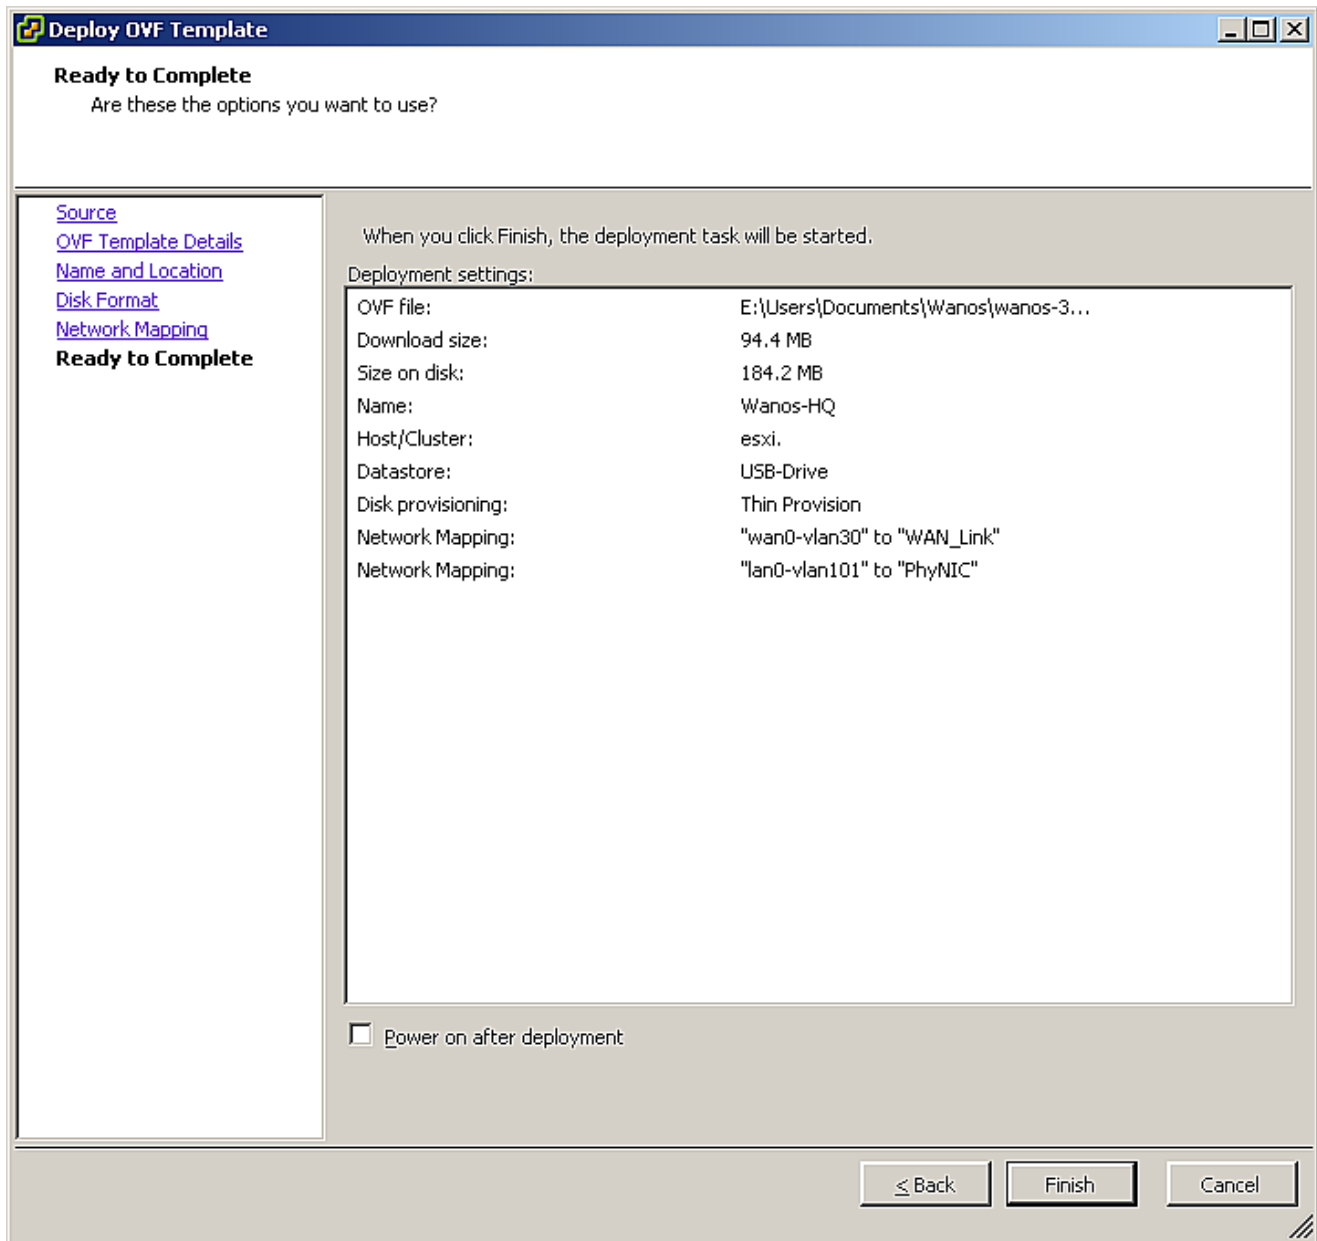 Deploy OVF Template
Ready to Complete
Are these the options you want to use?
Source
OVF Template Details
Name and Location
Disk Format
Network Mapping
Ready to Complete
When you click Finish, the deployment task will be started.
Deployment settings:
OVF file: E:\Users\Documents\Wanos\wanos-3...
Download size: 94.4 MB
Size on disk: 184.2 MB
Name: Wanos-HQ
Host/Cluster: esxi.
Datastore: USB-Drive
Disk provisioning: Thin Provision
Network Mapping: "wan0-vlan30" to "WAN_Link"
Network Mapping: "lan0-vlan101" to "PhyNIC"
Power on after deployment
< Back Finish Cancel